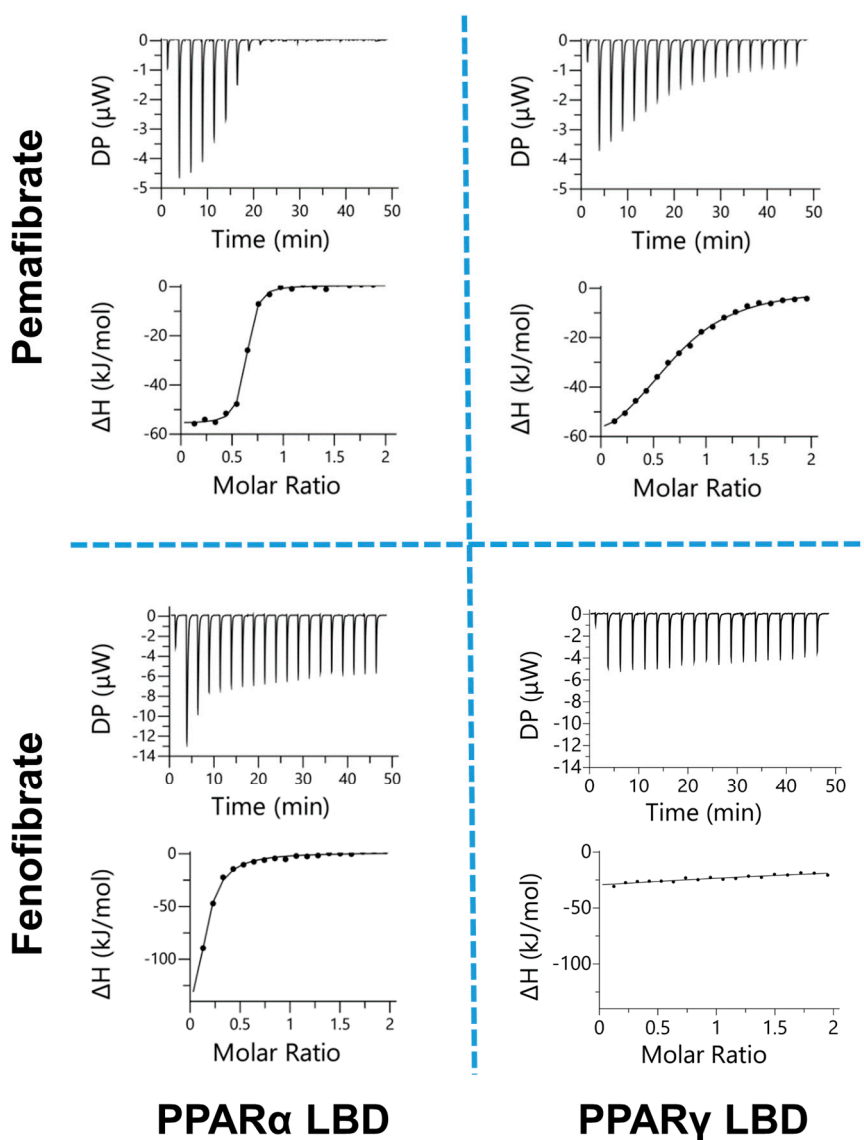 Pemafibrate
DP (µW)
0
-1
-2
-3
-4
-5
0 10 20 30 40 50
Time (min)
ΔH (kJ/mol)
0
-20
-40
-60
0 0.5 1 1.5 2
Molar Ratio
DP (µW)
0
-1
-2
-3
-4
-5
0 10 20 30 40 50
Time (min)
ΔH (kJ/mol)
0
-20
-40
-60
0 0.5 1 1.5 2
Molar Ratio
Fenofibrate
DP (µW)
0
-2
-4
-6
-8
-10
-12
-14
0 10 20 30 40 50
Time (min)
ΔH (kJ/mol)
0
-50
-100
0 0.5 1 1.5 2
Molar Ratio
DP (µW)
0
-2
-4
-6
-8
-10
-12
-14
0 10 20 30 40 50
Time (min)
ΔH (kJ/mol)
0
-50
-100
0 0.5 1 1.5 2
Molar Ratio
PPARα LBD
PPARγ LBD